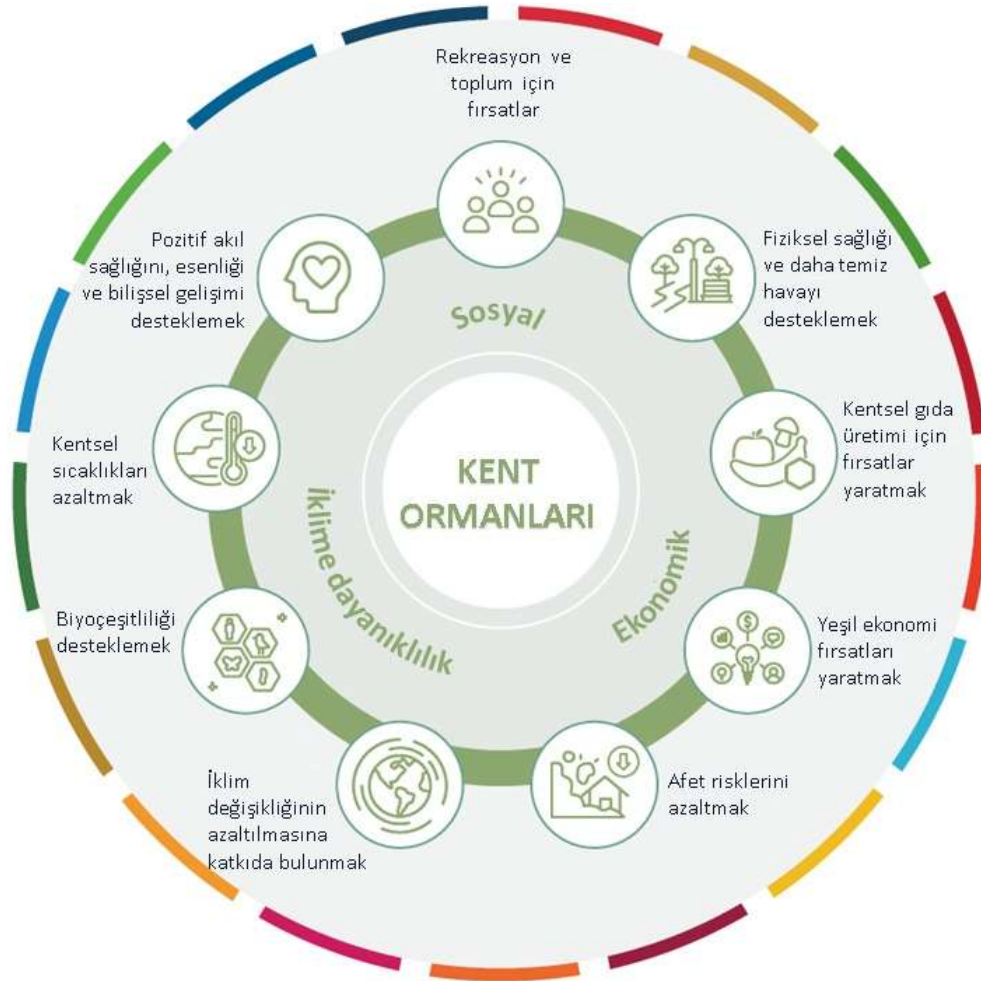 Rekreasyon ve
toplum için
fırsatlar
Pozitif akıl
sağlığını, esenliği
ve bilişsel gelişimi
desteklemek
Fiziksel sağlığı
ve daha temiz
havayı
desteklemek
Sosyal
Kentsel
sıcaklıkları
azaltmak
KENT
ORMANLARI
Kentsel gıda
üretimi için
fırsatlar
yaratmak
İklime dayanıklılık
Ekonomik
Biyoçeşitliliği
desteklemek
Yeşil ekonomi
fırsatları
yaratmak
$
İklim
değişikliğinin
azaltılmasına
katkıda bulunmak
Afet risklerini
azaltmak